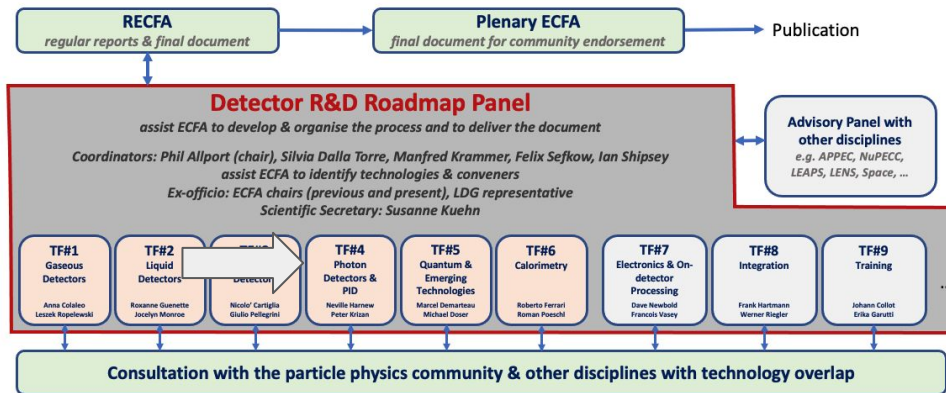 RECFA
regular reports & final document
Plenary ECFA
final document for community endorsement
Publication
Detector R&D Roadmap Panel
assist ECFA to develop & organise the process and to deliver the document
Coordinators: Phil Allport (chair), Silvia Dalla Torre, Manfred Krammer, Felix Sefkow, Ian Shipsey
assist ECFA to identify technologies & conveners
Ex-officio: ECFA chairs (previous and present), LDG representative
Scientific Secretary: Susanne Kuehn
Advisory Panel with
other disciplines
e.g. APPEC, NuPECC,
LEAPS, LENS, Space, ...
TF#1
Gaseous
Detectors
Anna Colaleo
Leszek Ropelewski
TF#2
Liquid
Detectors
Roxanne Guenette
Jocelyn Monroe
Detector
Nicolo' Cartiglia
Giulio Pellegrini
TF#4
Photon
Detectors &
PID
Neville Harnew
Peter Krizan
TF#5
Quantum &
Emerging
Technologies
Marcel Demarteau
Michael Doser
TF#6
Calorimetry
Roberto Ferrari
Roman Poeschl
TF#7
Electronics & On-
detector
Processing
Dave Newbold
Francois Vasey
TF#8
Integration
Frank Hartmann
Werner Riegler
TF#9
Training
Johann Collot
Erika Garutti
Consultation with the particle physics community & other disciplines with technology overlap